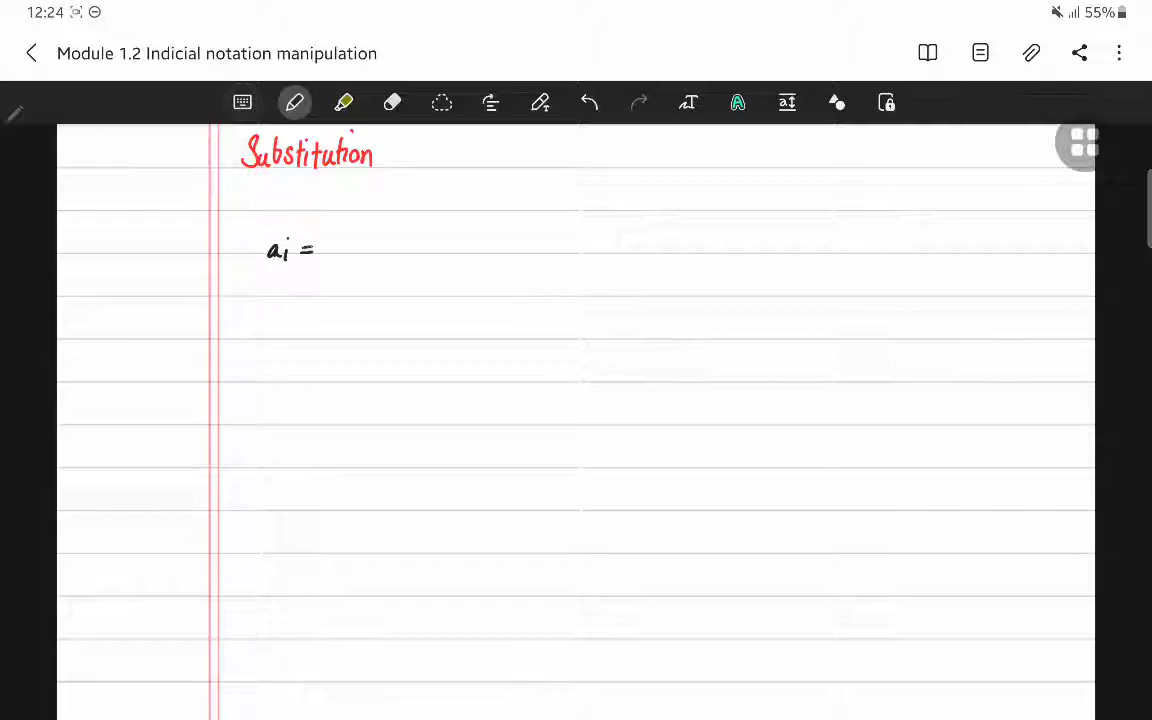 12:24 55%
Module 1.2 Indicial notation manipulation
Substitution
aᵢ =